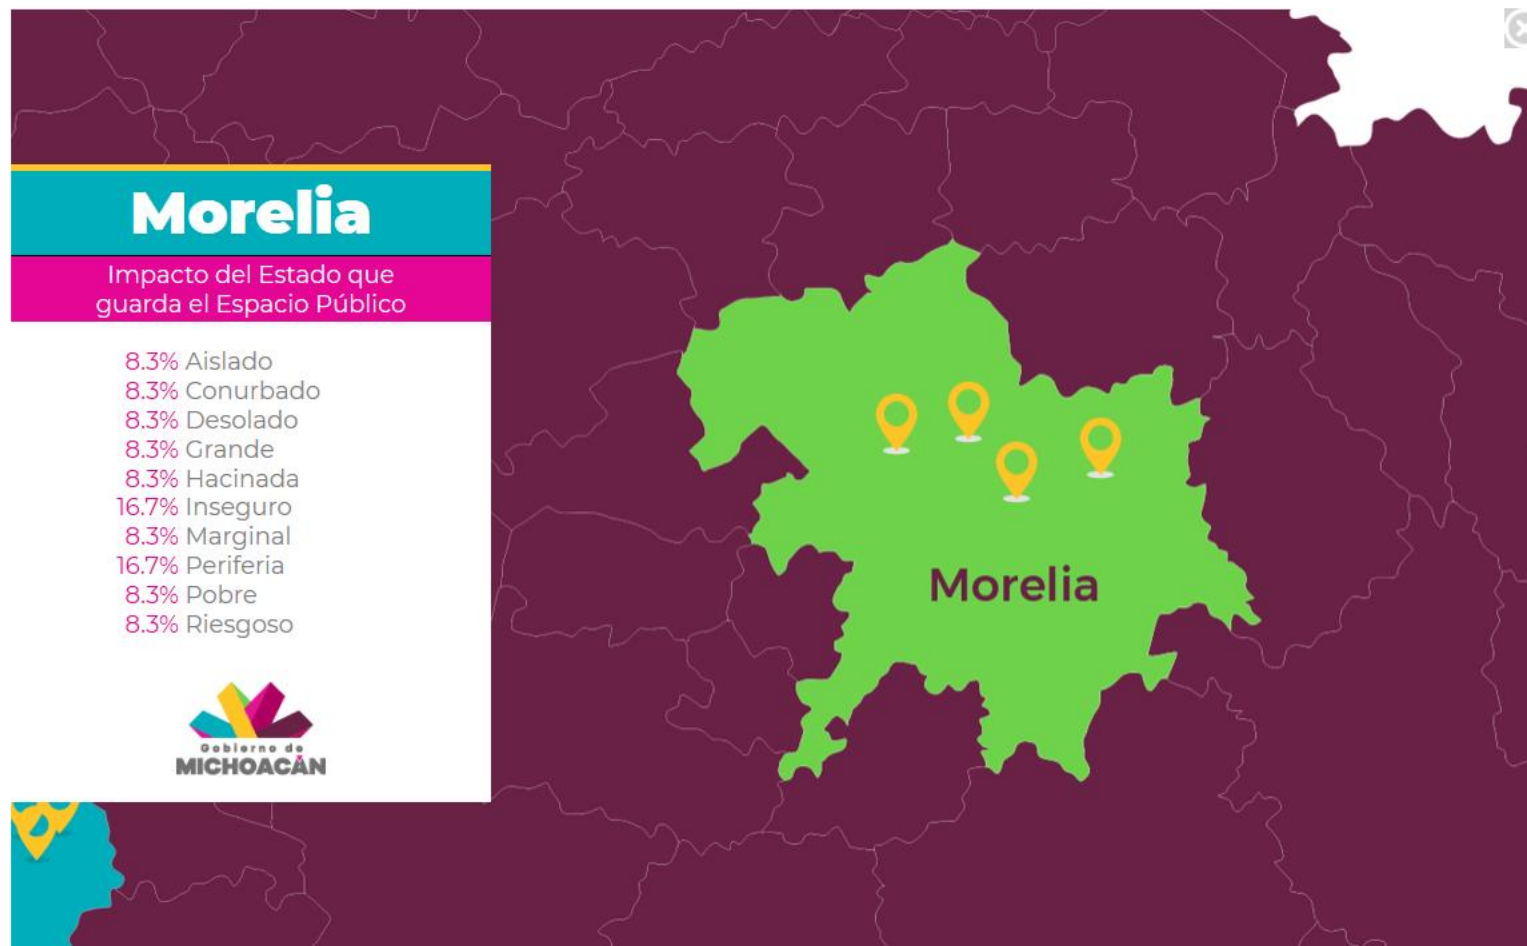 Morelia
Impacto del Estado que
guarda el Espacio Público
8.3% Aislado
8.3% Conurbado
8.3% Desolado
8.3% Grande
8.3% Hacinada
16.7% Inseguro
8.3% Marginal
16.7% Periferia
8.3% Pobre
8.3% Riesgoso
Gobierno de
MICHOACÁN
Morelia